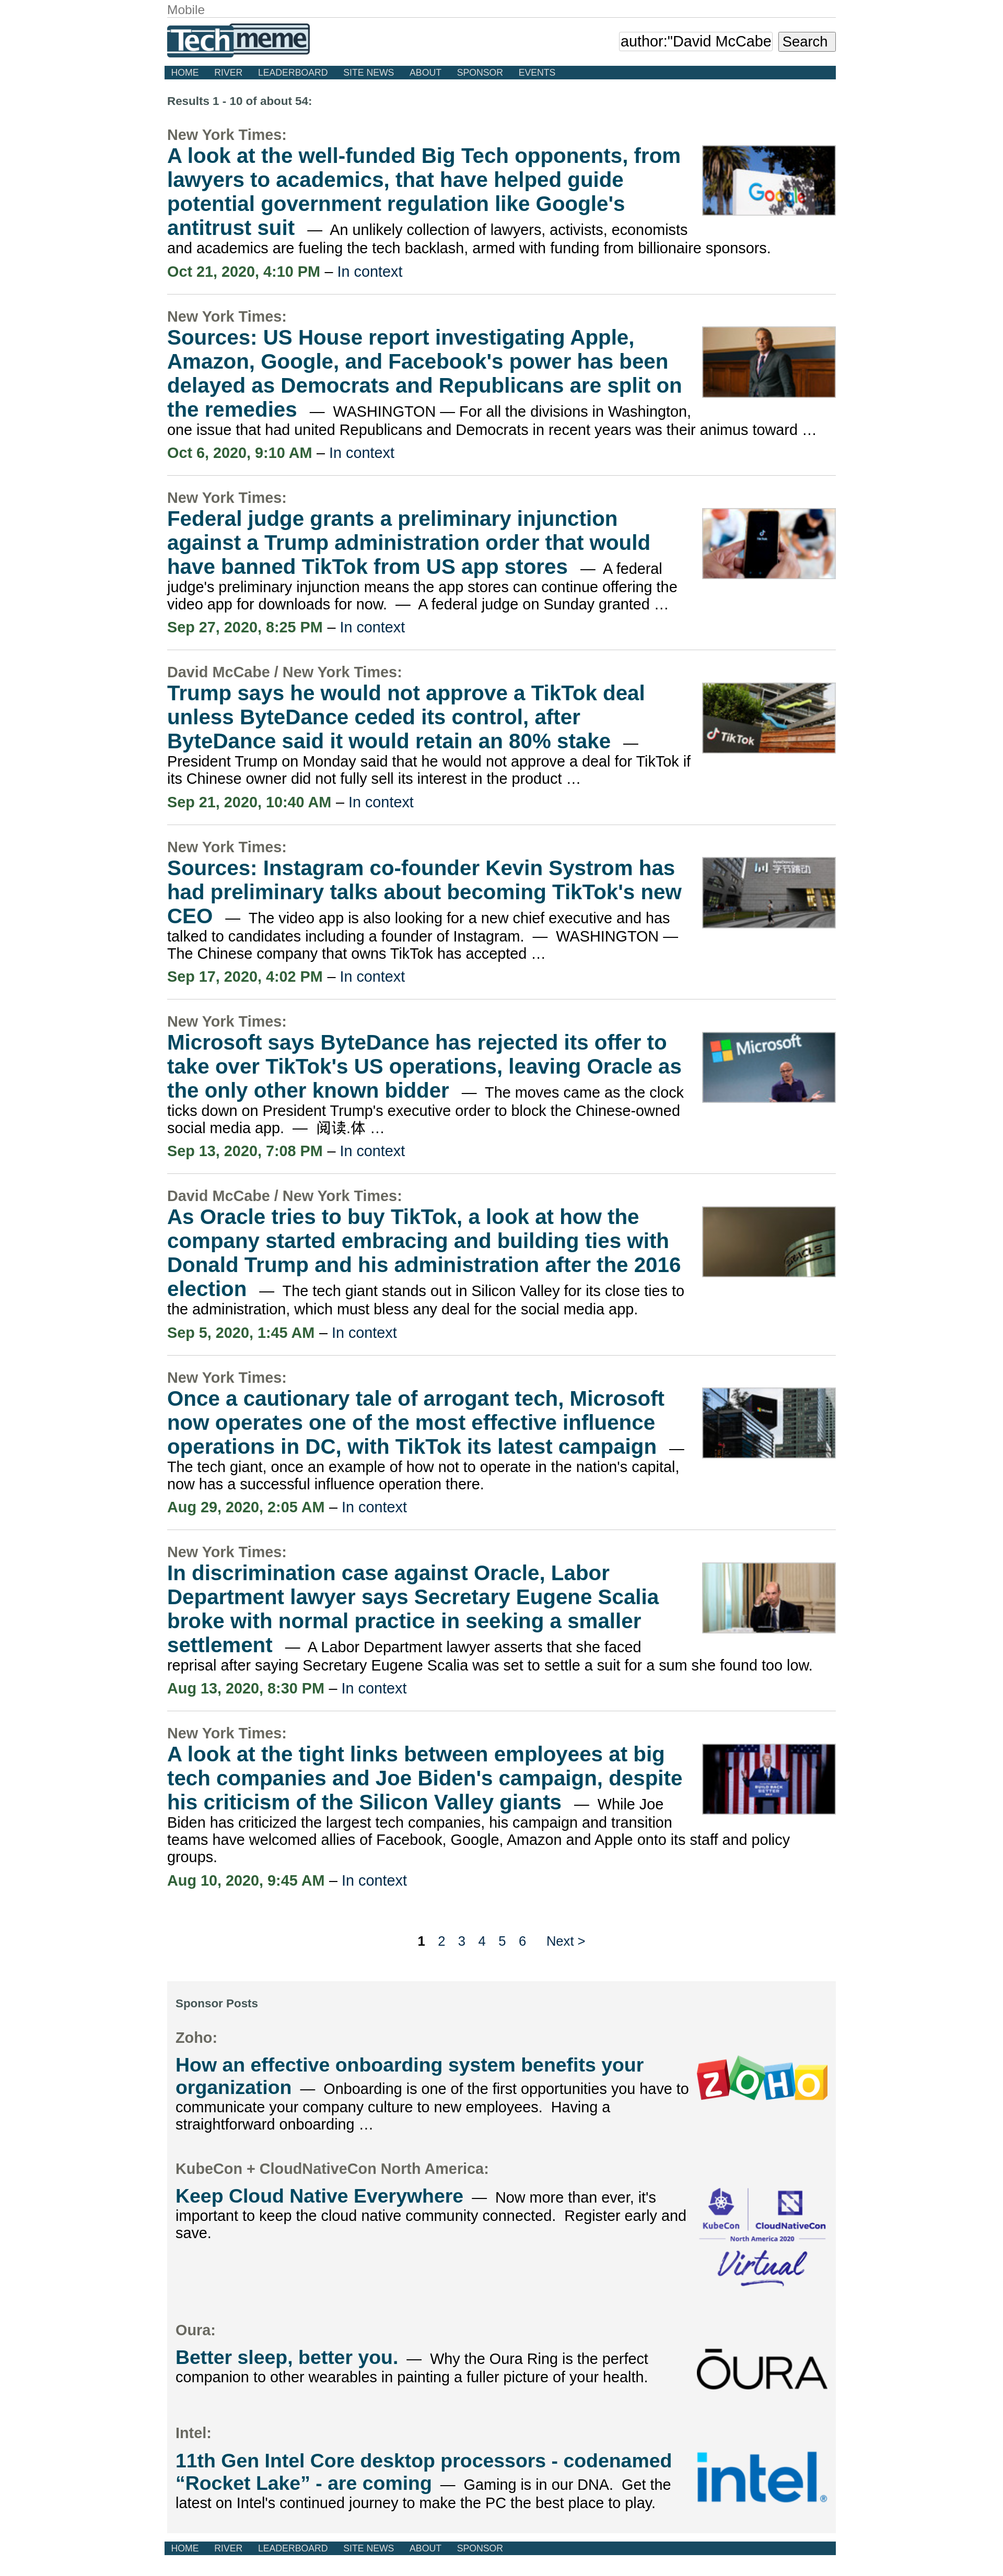 Mobile
Techmeme
author:"David McCabe
Search
HOME RIVER LEADERBOARD SITE NEWS ABOUT SPONSOR EVENTS
Results 1 - 10 of about 54:
New York Times:
A look at the well-funded Big Tech opponents, from
lawyers to academics, that have helped guide
potential government regulation like Google's
antitrust suit — An unlikely collection of lawyers, activists, economists
and academics are fueling the tech backlash, armed with funding from billionaire sponsors.
Google
Oct 21, 2020, 4:10 PM – In context
New York Times:
Sources: US House report investigating Apple,
Amazon, Google, and Facebook's power has been
delayed as Democrats and Republicans are split on
the remedies — WASHINGTON — For all the divisions in Washington,
one issue that had united Republicans and Democrats in recent years was their animus toward …
Oct 6, 2020, 9:10 AM – In context
New York Times:
Federal judge grants a preliminary injunction
against a Trump administration order that would
have banned TikTok from US app stores — A federal
judge's preliminary injunction means the app stores can continue offering the
video app for downloads for now. — A federal judge on Sunday granted …
TikTok
Sep 27, 2020, 8:25 PM – In context
David McCabe / New York Times:
Trump says he would not approve a TikTok deal
unless ByteDance ceded its control, after
ByteDance said it would retain an 80% stake —
President Trump on Monday said that he would not approve a deal for TikTok if
its Chinese owner did not fully sell its interest in the product …
TikTok
Sep 21, 2020, 10:40 AM – In context
New York Times:
Sources: Instagram co-founder Kevin Systrom has
had preliminary talks about becoming TikTok's new
CEO — The video app is also looking for a new chief executive and has
talked to candidates including a founder of Instagram. — WASHINGTON —
The Chinese company that owns TikTok has accepted …
字节跳动
Sep 17, 2020, 4:02 PM – In context
New York Times:
Microsoft says ByteDance has rejected its offer to
take over TikTok's US operations, leaving Oracle as
the only other known bidder — The moves came as the clock
ticks down on President Trump's executive order to block the Chinese-owned
social media app. — 阅读.体 …
Microsoft
Sep 13, 2020, 7:08 PM – In context
David McCabe / New York Times:
As Oracle tries to buy TikTok, a look at how the
company started embracing and building ties with
Donald Trump and his administration after the 2016
election — The tech giant stands out in Silicon Valley for its close ties to
the administration, which must bless any deal for the social media app.
ORACLE
Sep 5, 2020, 1:45 AM – In context
New York Times:
Once a cautionary tale of arrogant tech, Microsoft
now operates one of the most effective influence
operations in DC, with TikTok its latest campaign —
The tech giant, once an example of how not to operate in the nation's capital,
now has a successful influence operation there.
Aug 29, 2020, 2:05 AM – In context
New York Times:
In discrimination case against Oracle, Labor
Department lawyer says Secretary Eugene Scalia
broke with normal practice in seeking a smaller
settlement — A Labor Department lawyer asserts that she faced
reprisal after saying Secretary Eugene Scalia was set to settle a suit for a sum she found too low.
Aug 13, 2020, 8:30 PM – In context
New York Times:
A look at the tight links between employees at big
tech companies and Joe Biden's campaign, despite
his criticism of the Silicon Valley giants — While Joe
Biden has criticized the largest tech companies, his campaign and transition
teams have welcomed allies of Facebook, Google, Amazon and Apple onto its staff and policy
groups.
BUILD BACK
BETTER
Aug 10, 2020, 9:45 AM – In context
1 2 3 4 5 6 Next >
Sponsor Posts
Zoho:
How an effective onboarding system benefits your
organization — Onboarding is one of the first opportunities you have to
communicate your company culture to new employees. Having a
straightforward onboarding …
ZOHO
KubeCon + CloudNativeCon North America:
Keep Cloud Native Everywhere — Now more than ever, it's
important to keep the cloud native community connected. Register early and
save.
KubeCon CloudNativeCon
North America 2020
Virtual
Oura:
Better sleep, better you. — Why the Oura Ring is the perfect
companion to other wearables in painting a fuller picture of your health.
ŌURA
Intel:
11th Gen Intel Core desktop processors - codenamed
“Rocket Lake” - are coming — Gaming is in our DNA. Get the
latest on Intel's continued journey to make the PC the best place to play.
intel®
HOME RIVER LEADERBOARD SITE NEWS ABOUT SPONSOR